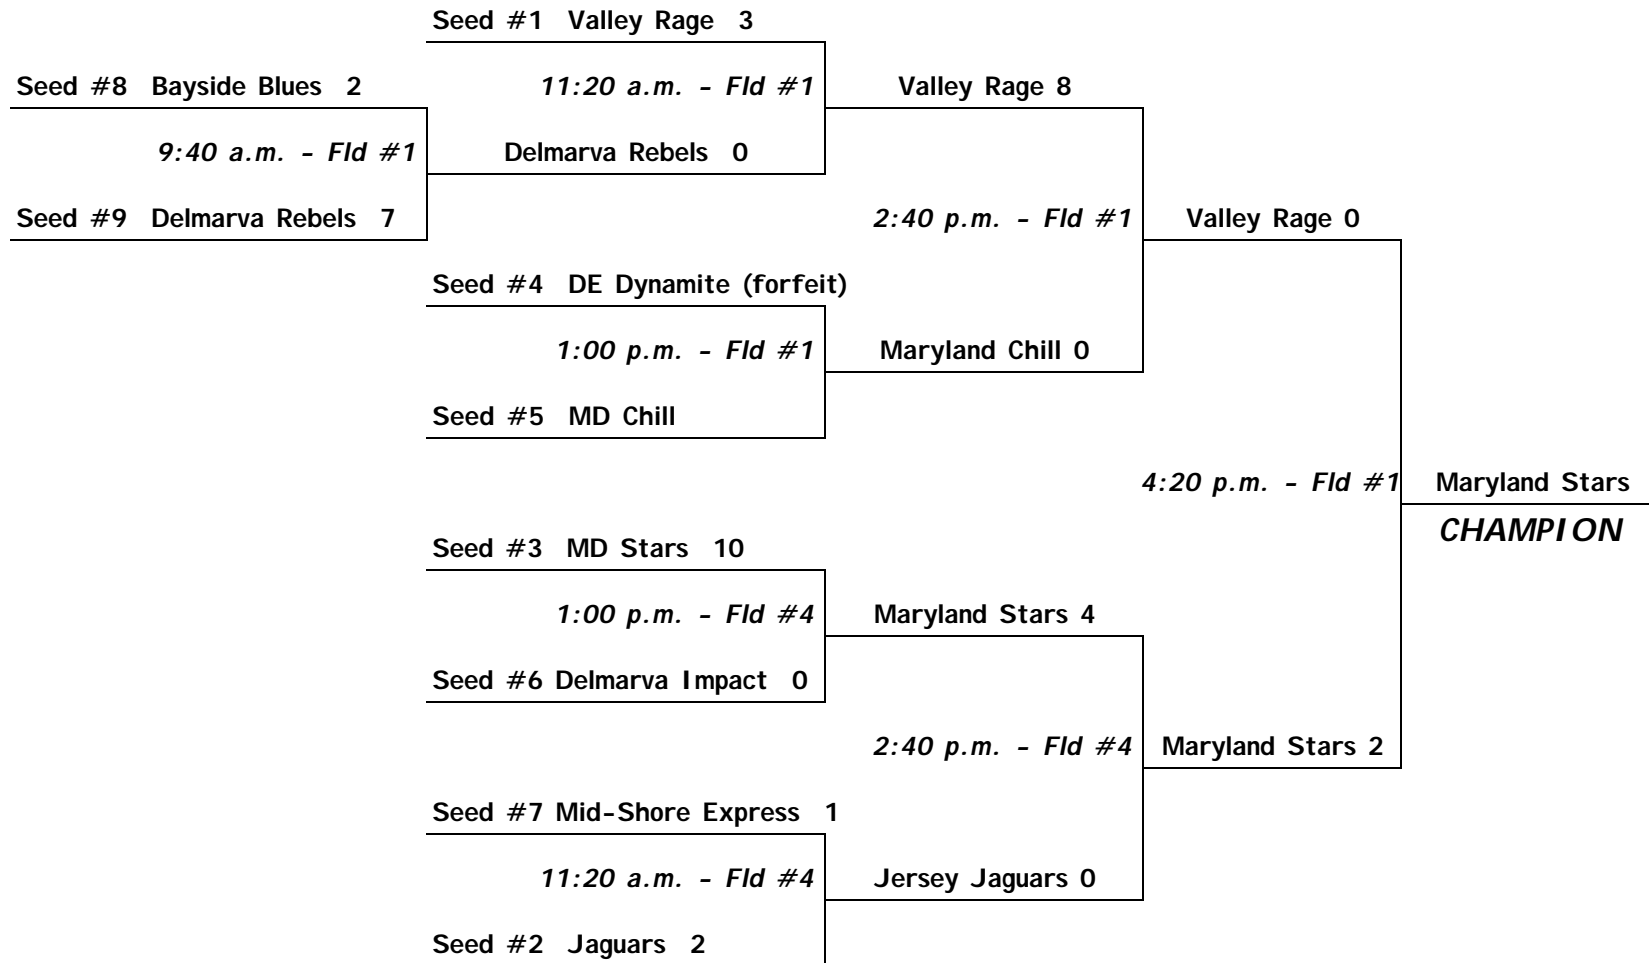 Seed #1 Valley Rage 3
Seed #8 Bayside Blues 2
11:20 a.m. - Fld #1
Valley Rage 8
9:40 a.m. - Fld #1
Delmarva Rebels 0
Seed #9 Delmarva Rebels 7
2:40 p.m. - Fld #1
Valley Rage 0
Seed #4 DE Dynamite (forfeit)
1:00 p.m. - Fld #1
Maryland Chill 0
Seed #5 MD Chill
4:20 p.m. - Fld #1
Maryland Stars
CHAMPION
Seed #3 MD Stars 10
1:00 p.m. - Fld #4
Maryland Stars 4
Seed #6 Delmarva Impact 0
2:40 p.m. - Fld #4
Maryland Stars 2
Seed #7 Mid-Shore Express 1
11:20 a.m. - Fld #4
Jersey Jaguars 0
Seed #2 Jaguars 2